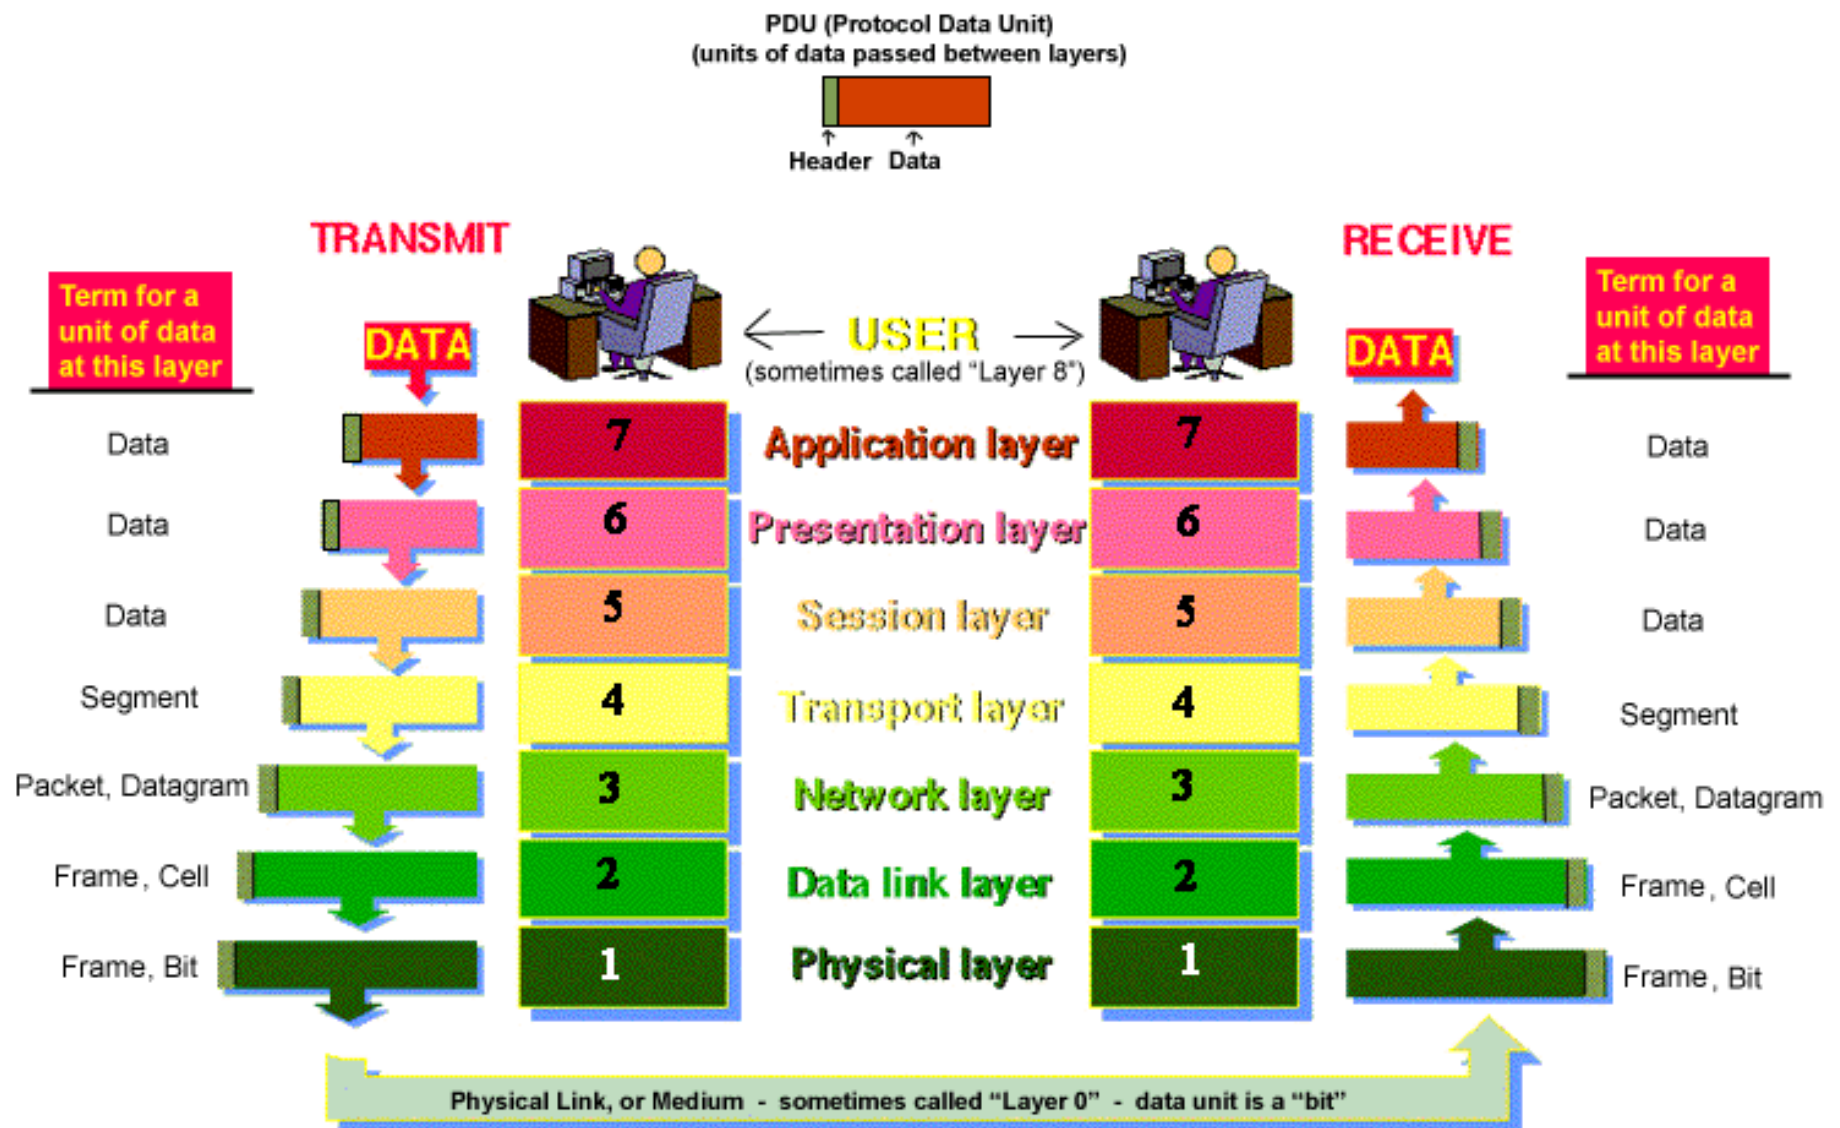 PDU (Protocol Data Unit)
(units of data passed between layers)
Header Data
TRANSMIT
RECEIVE
Term for a
unit of data
at this layer
DATA
USER
(sometimes called “Layer 8”)
DATA
Term for a
unit of data
at this layer
Data 7 Application layer 7 Data
Data 6 Presentation layer 6 Data
Data 5 Session layer 5 Data
Segment 4 Transport layer 4 Segment
Packet, Datagram 3 Network layer 3 Packet, Datagram
Frame, Cell 2 Data link layer 2 Frame, Cell
Frame, Bit 1 Physical layer 1 Frame, Bit
Physical Link, or Medium - sometimes called “Layer 0” - data unit is a “bit”